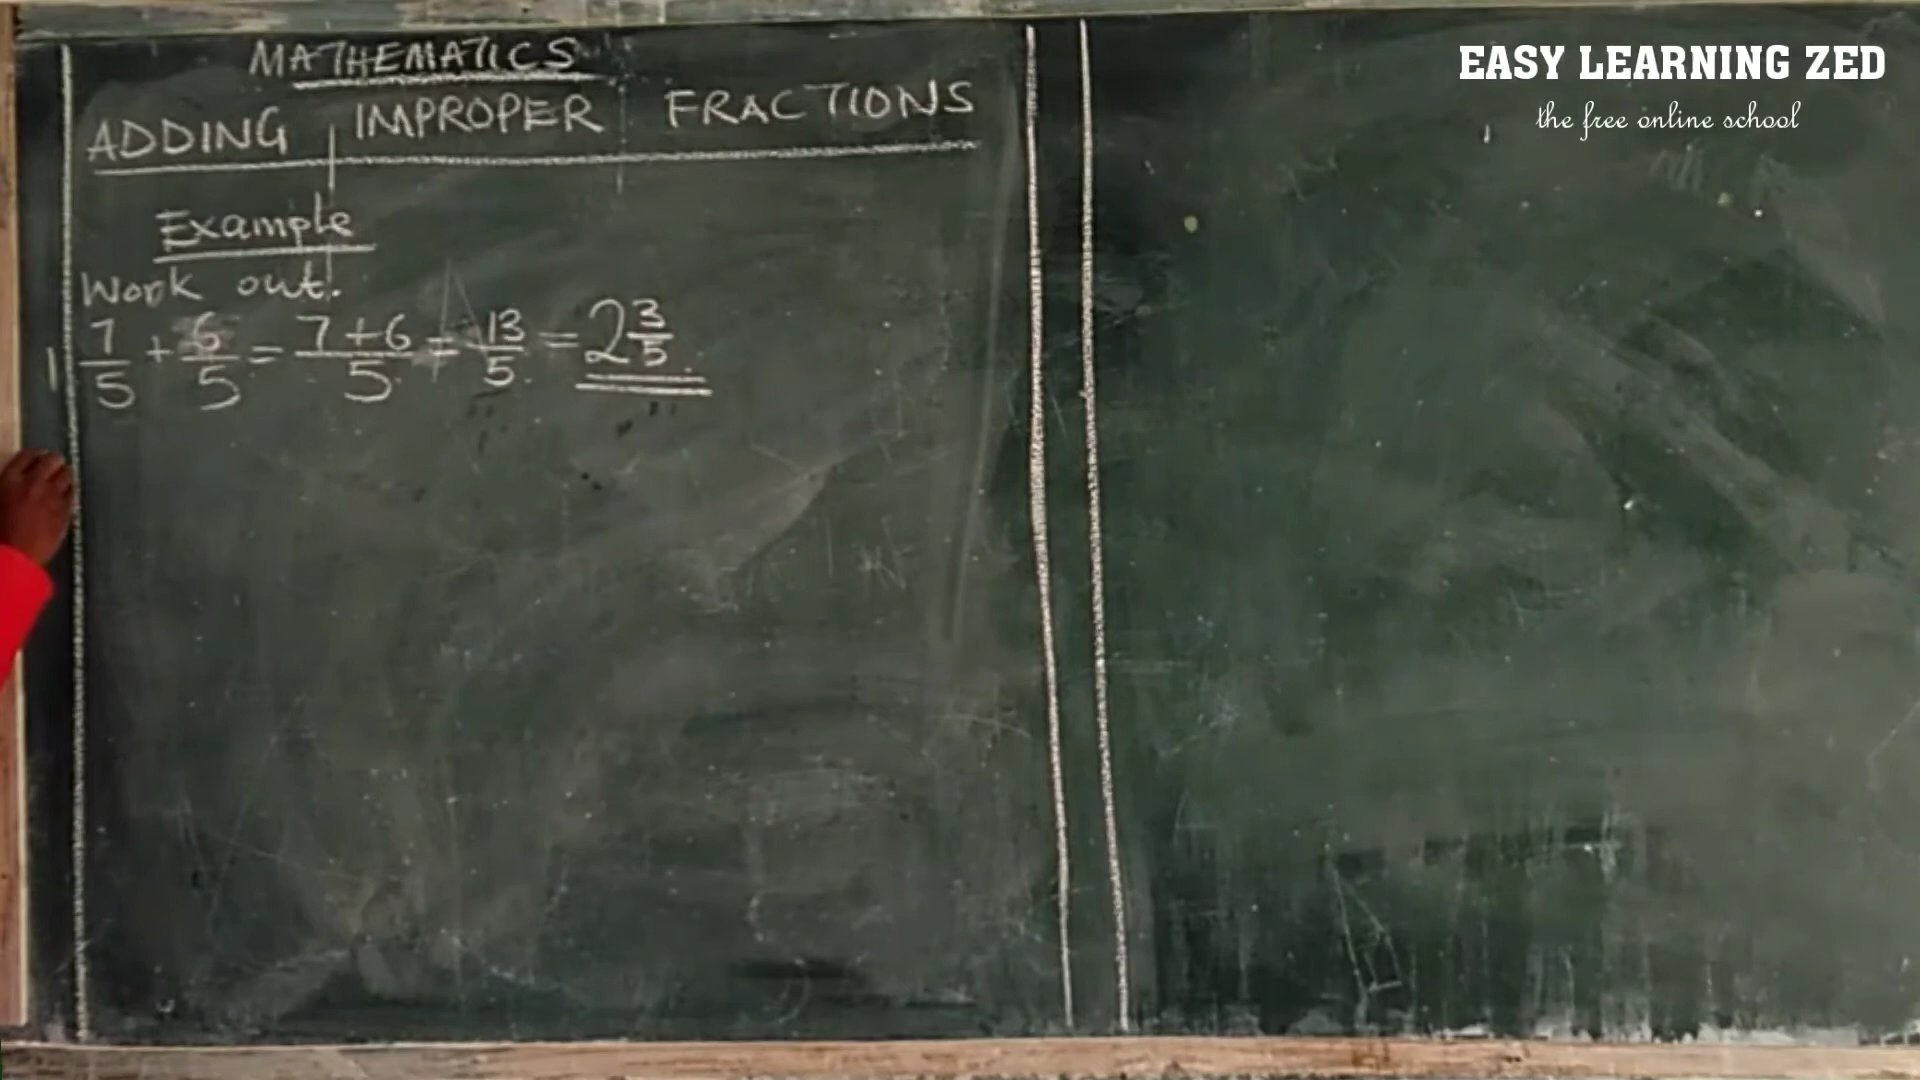 MATHEMATICS
ADDING IMPROPER FRACTIONS
Example
Work out!
1 7/5 + 6/5 = 7+6/5 = 13/5 = 2 3/5
EASY LEARNING ZED
the free online school